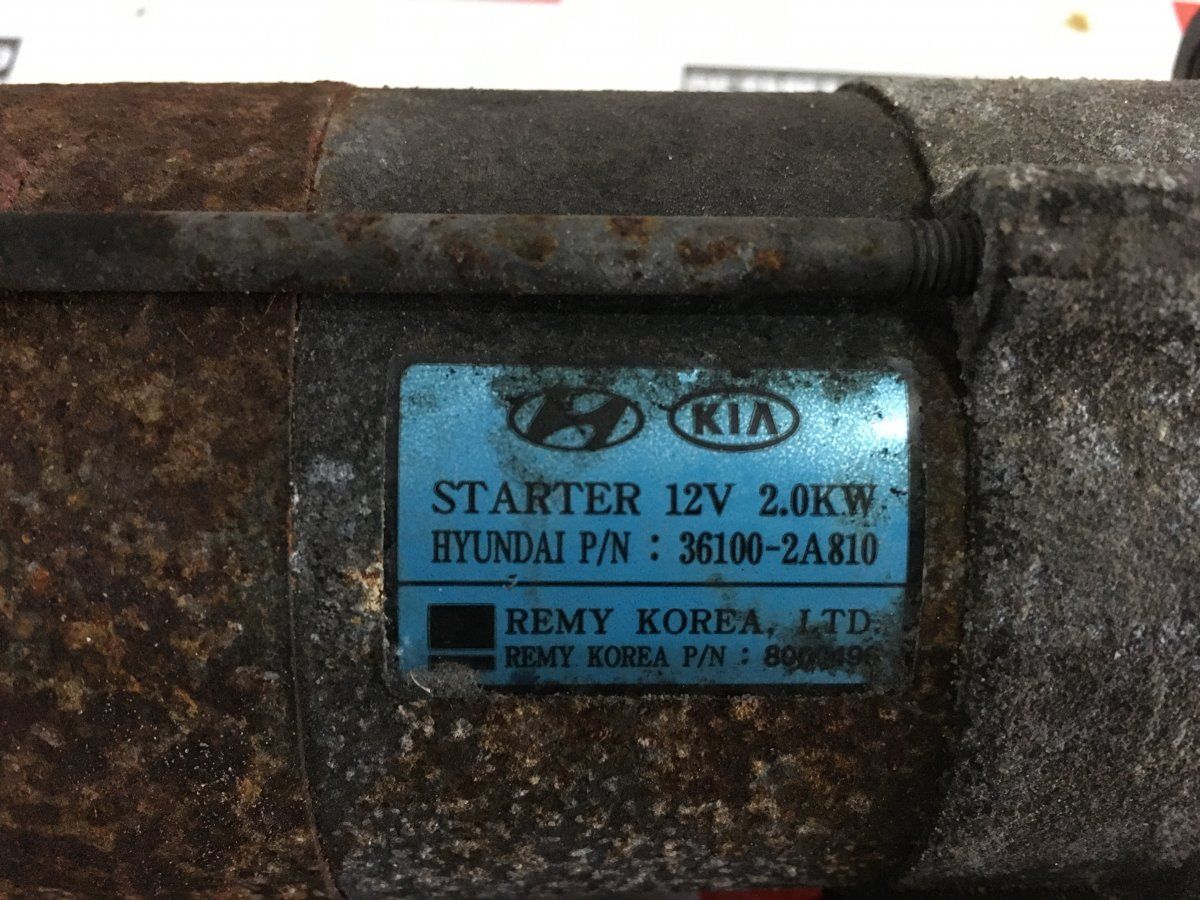 KIA
STARTER 12V 2.0KW
HYUNDAI P/N : 36100-2A810
REMY KOREA, LTD
REMY KOREA P/N :